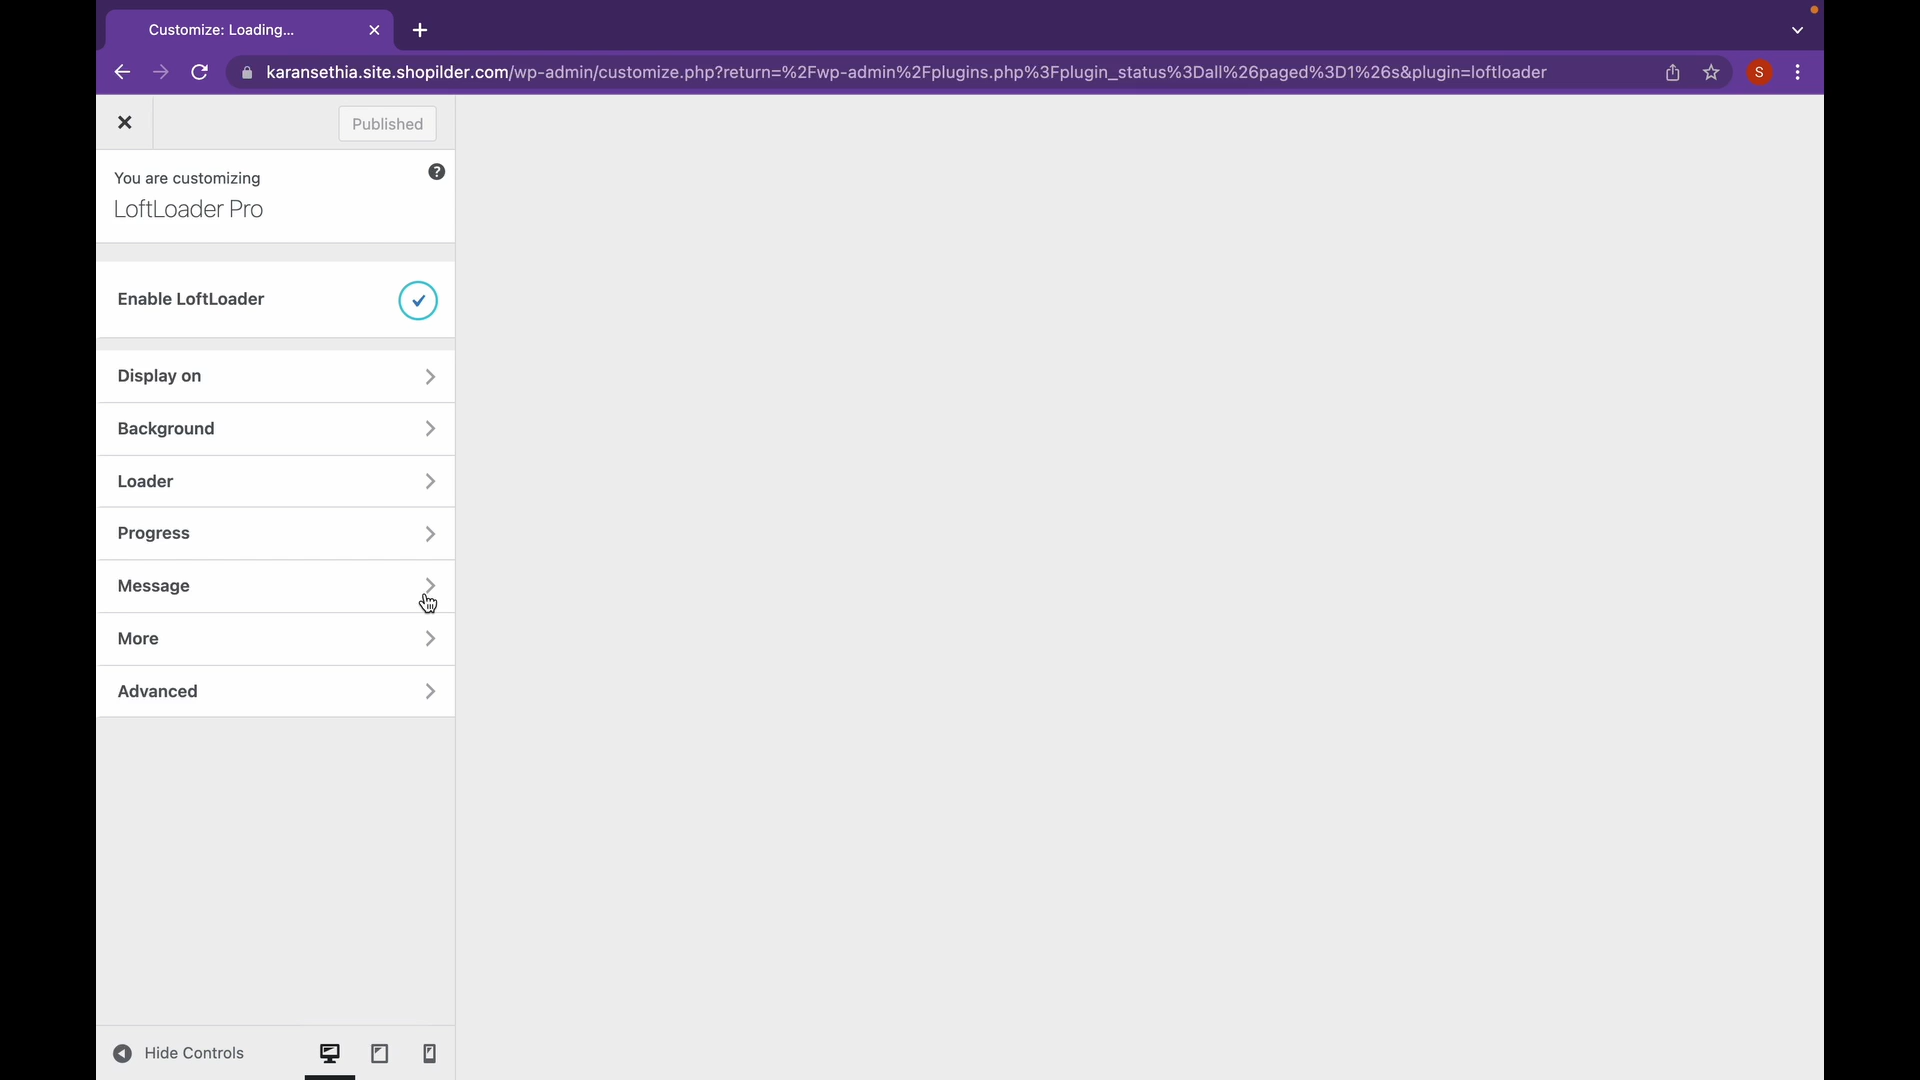 Customize: Loading...
karansethia.site.shopilder.com/wp-admin/customize.php?return=%2Fwp-admin%2Fplugins.php%3Fplugin_status%3Dall%26paged%3D1%26s&plugin=loftloader
S
Published
You are customizing
?
LoftLoader Pro
Enable LoftLoader
Display on
Background
Loader
Progress
Message
More
Advanced
Hide Controls